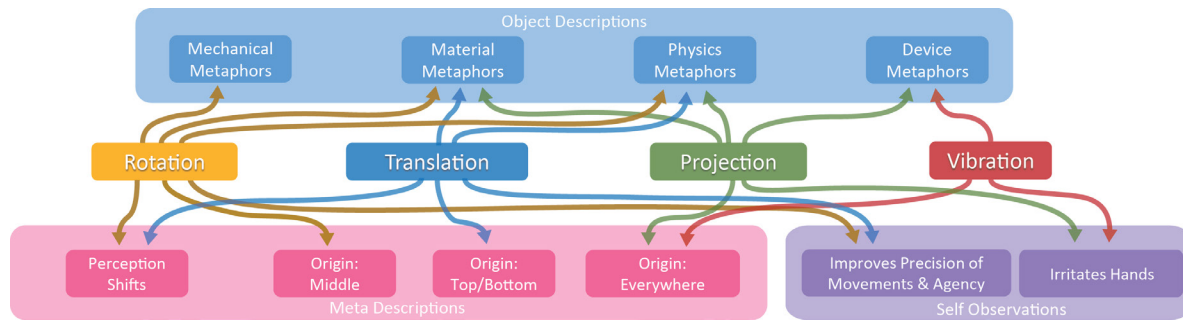 Object Descriptions
Mechanical
Metaphors
Material
Metaphors
Physics
Metaphors
Device
Metaphors
Rotation
Translation
Projection
Vibration
Perception
Shifts
Origin:
Middle
Origin:
Top/Bottom
Origin:
Everywhere
Meta Descriptions
Improves Precision of
Movements & Agency
Irritates Hands
Self Observations